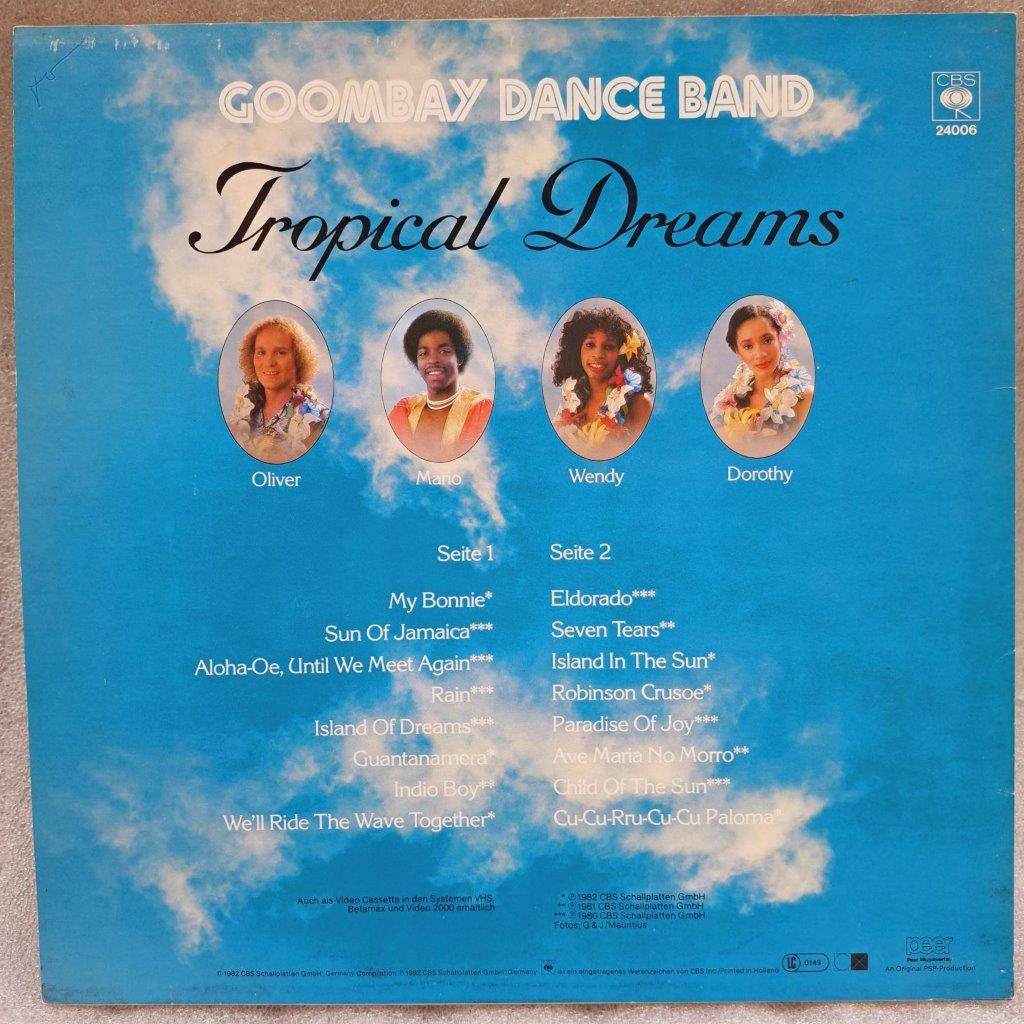 GOOMBAY DANCE BAND
CBS
24006
Tropical Dreams
Oliver
Mario
Wendy
Dorothy
Seite 1
My Bonnie*
Sun Of Jamaica***
Aloha-Oe, Until We Meet Again***
Rain***
Island Of Dreams***
Guantanamera*
Indio Boy**
We'll Ride The Wave Together*
Seite 2
Eldorado***
Seven Tears**
Island In The Sun*
Robinson Crusoe*
Paradise Of Joy***
Ave Maria No Morro**
Child Of The Sun***
Cu-Cu-Rru-Cu-Cu Paloma*
Auch als Video Cassette in den Systemen VHS,
Betamax und Video 2000 erhältlich
* ℗ 1982 CBS Schallplatten GmbH
** ℗ 1981 CBS Schallplatten GmbH
*** ℗ 1980 CBS Schallplatten GmbH
Fotos: G & J/Mauritius
© 1982 CBS Schallplatten GmbH, Germany Compilation ℗ 1982 CBS Schallplatten GmbH, Germany
ist ein eingetragenes Warenzeichen von CBS Inc./Printed in Holland
LC 0149
peer
Peer Musikverlag
An Original PSP-Production